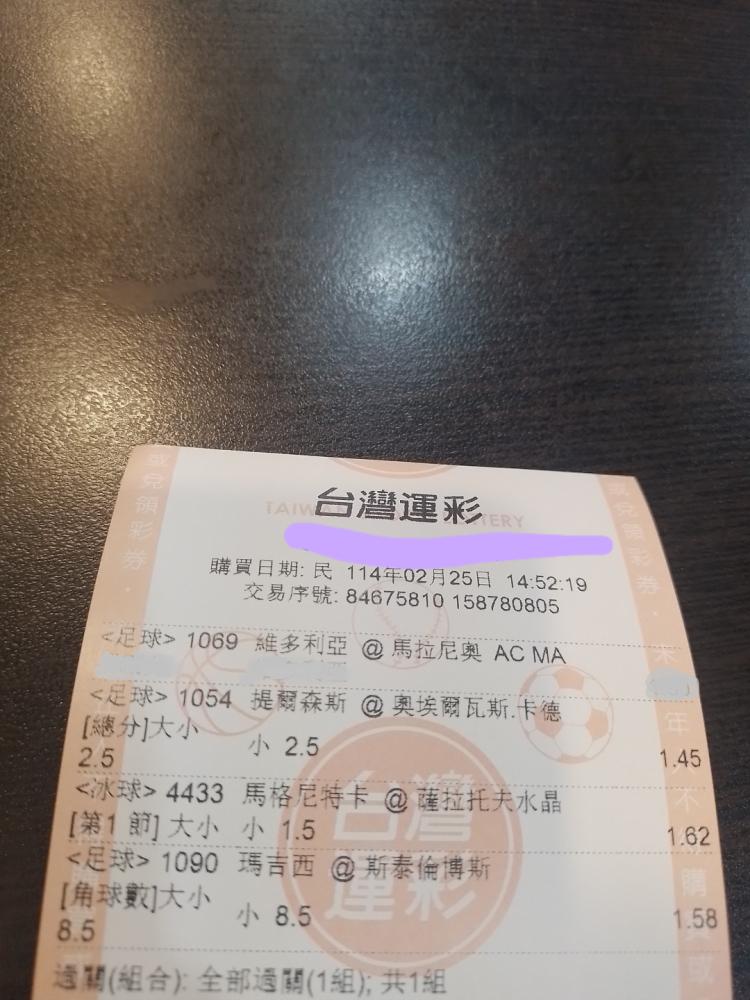 台灣運彩
購買日期: 民 114年02月25日 14:52:19
交易序號: 84675810 158780805
<足球> 1069 維多利亞 @ 馬拉尼奧 AC MA
<足球> 1054 提爾森斯 @ 奧埃爾瓦斯.卡德
[總分]大小 小 2.5
2.5 1.45
<冰球> 4433 馬格尼特卡 @ 薩拉托夫水晶
[第1 節] 大小 小 1.5 1.62
<足球> 1090 瑪吉西 @ 斯泰倫博斯
[角球數]大小 小 8.5
8.5 1.58
過關(組合): 全部過關(1組); 共1組